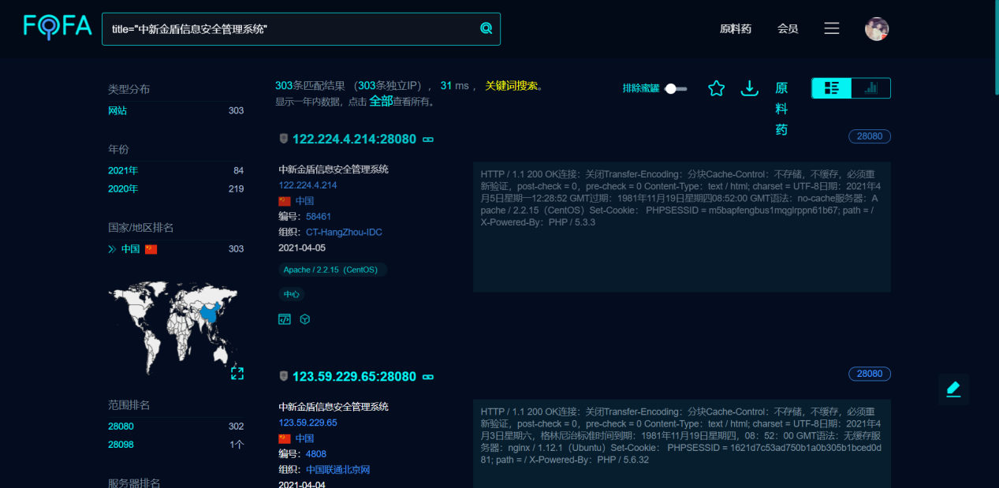 FOFA
title="中新金盾信息安全管理系统"
原料药
会员
类型分布
网站 303
年份
2021年 84
2020年 219
国家/地区排名
中国 303
范围排名
28080 302
28098 1个
服务器排名
303条匹配结果 （303条独立IP），31 ms，关键词搜索。
显示一年内数据，点击 全部查看所有。
排除蜜罐
原
料
药
122.224.4.214:28080
28080
中新金盾信息安全管理系统
122.224.4.214
中国
编号：58461
组织：CT-HangZhou-IDC
2021-04-05
Apache / 2.2.15（CentOS）
中心
HTTP / 1.1 200 OK连接：关闭Transfer-Encoding：分块Cache-Control：不存储，不缓存，必须重
新验证，post-check = 0，pre-check = 0 Content-Type：text / html; charset = UTF-8日期：2021年4
月5日星期一12:28:52 GMT过期：1981年11月19日星期四08:52:00 GMT语法：no-cache服务器：A
pache / 2.2.15（CentOS）Set-Cookie： PHPSESSID = m5bapfengbus1mqglrppn61b67; path = /
X-Powered-By：PHP / 5.3.3
123.59.229.65:28080
28080
中新金盾信息安全管理系统
123.59.229.65
中国
编号：4808
组织：中国联通北京网
2021-04-04
HTTP / 1.1 200 OK连接：关闭Transfer-Encoding：分块Cache-Control：不存储，不缓存，必须重
新验证，post-check = 0，pre-check = 0 Content-Type：text / html; charset = UTF-8日期：2021年4
月3日星期六，格林尼治标准时间到期：1981年11月19日星期四，08：52：00 GMT语法：无缓存服
务器：nginx / 1.12.1（Ubuntu）Set-Cookie： PHPSESSID = 1621d7c53ad750b1a0b305b1bced0d
81; path = / X-Powered-By：PHP / 5.6.32